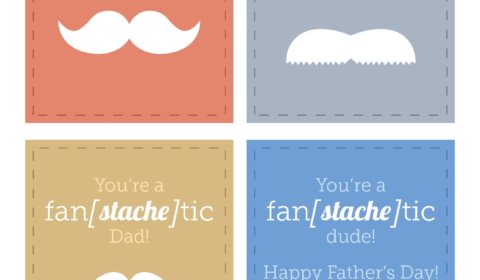 You're a
fan[stache]tic
Dad!
You're a
fan[stache]tic
dude!
Happy Father's Day!